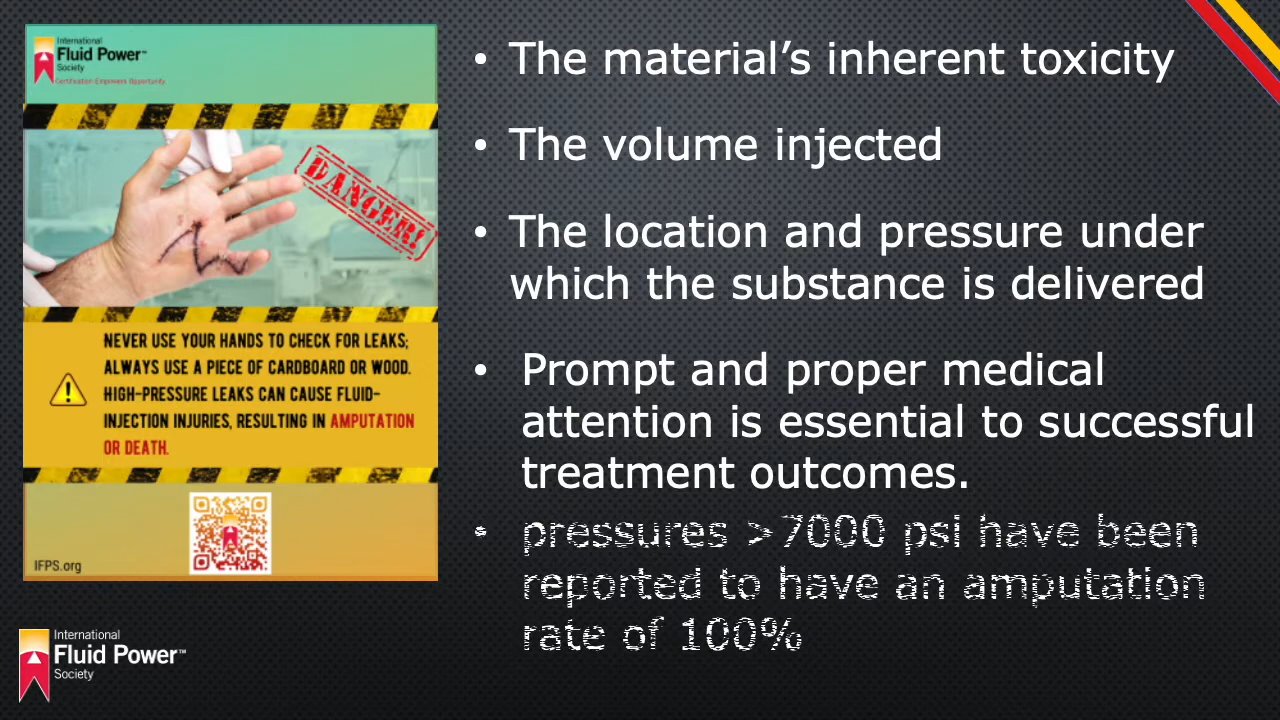 International
Fluid Power™
Society
Certification Empowers Opportunity
DANGER!
NEVER USE YOUR HANDS TO CHECK FOR LEAKS;
ALWAYS USE A PIECE OF CARDBOARD OR WOOD.
HIGH-PRESSURE LEAKS CAN CAUSE FLUID-
INJECTION INJURIES, RESULTING IN AMPUTATION
OR DEATH.
IFPS.org
International
Fluid Power™
Society
• The material’s inherent toxicity
• The volume injected
• The location and pressure under
which the substance is delivered
• Prompt and proper medical
attention is essential to successful
treatment outcomes.
• pressures >7000 psi have been
reported to have an amputation
rate of 100%